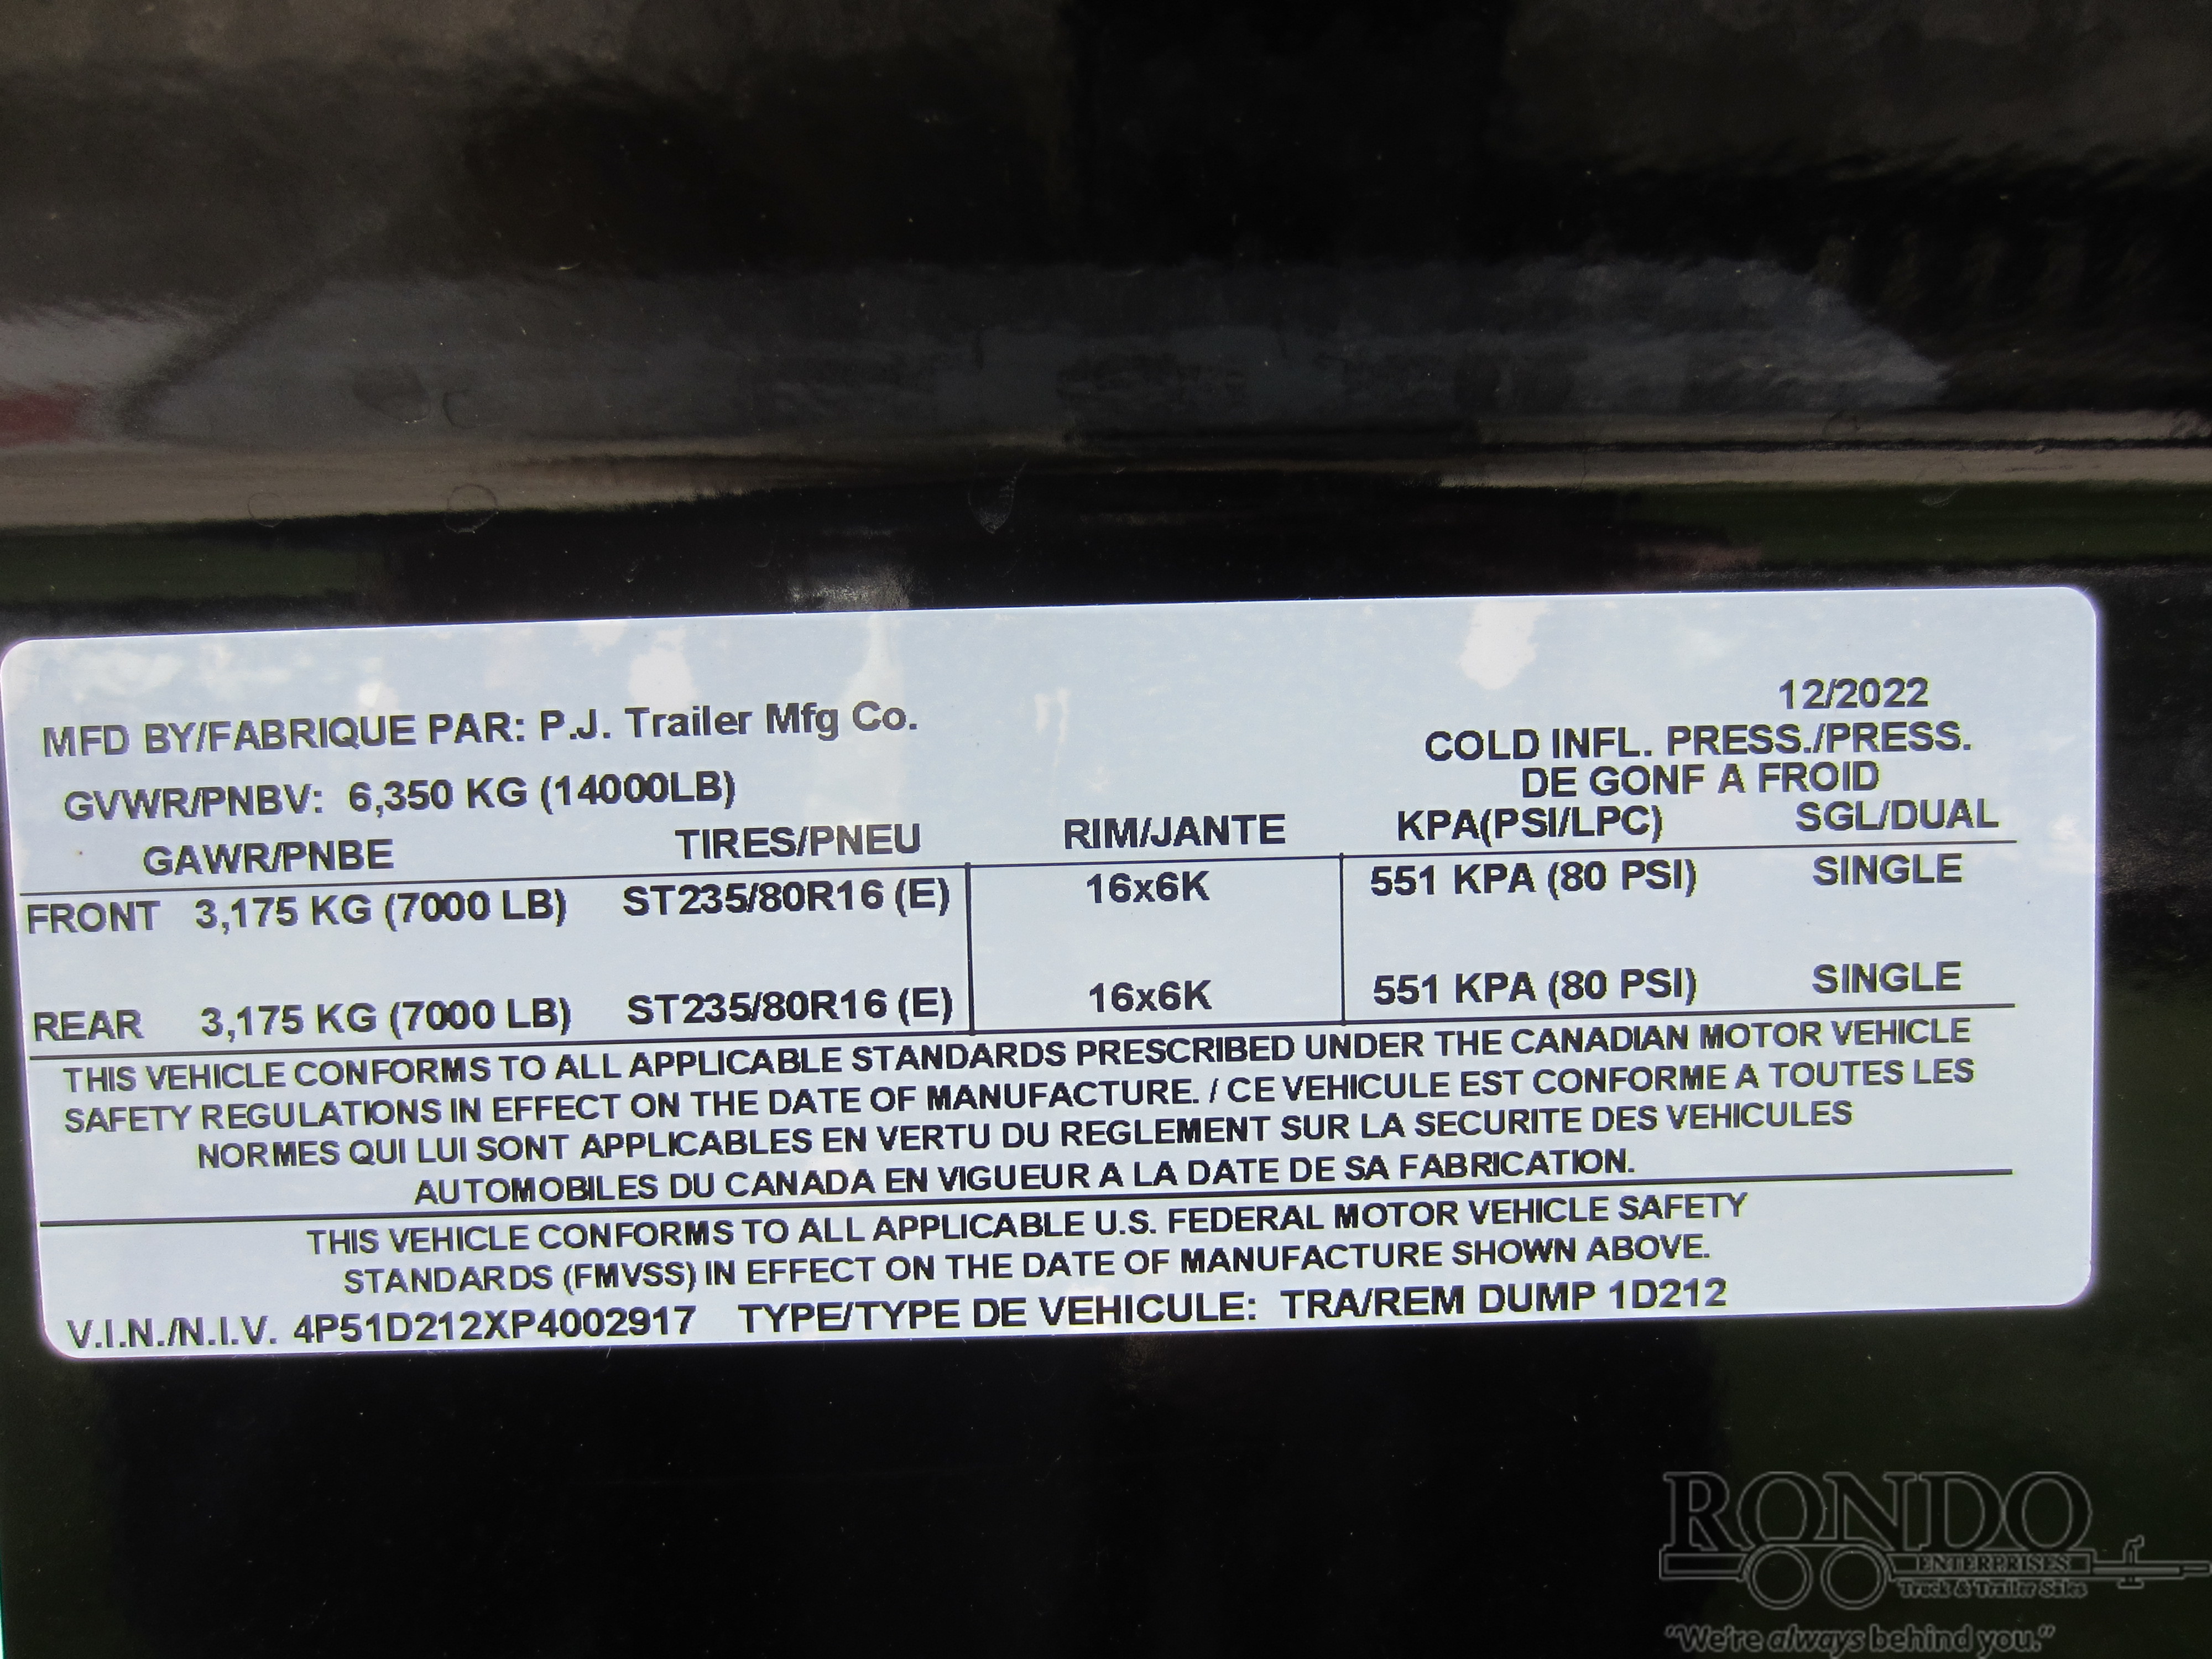 12/2022
MFD BY/FABRIQUE PAR: P.J. Trailer Mfg Co.
COLD INFL. PRESS./PRESS.
DE GONF A FROID
GVWR/PNBV: 6,350 KG (14000LB)
GAWR/PNBE TIRES/PNEU RIM/JANTE KPA(PSI/LPC) SGL/DUAL
FRONT 3,175 KG (7000 LB) ST235/80R16 (E) 16x6K 551 KPA (80 PSI) SINGLE
REAR 3,175 KG (7000 LB) ST235/80R16 (E) 16x6K 551 KPA (80 PSI) SINGLE
THIS VEHICLE CONFORMS TO ALL APPLICABLE STANDARDS PRESCRIBED UNDER THE CANADIAN MOTOR VEHICLE
SAFETY REGULATIONS IN EFFECT ON THE DATE OF MANUFACTURE. / CE VEHICULE EST CONFORME A TOUTES LES
NORMES QUI LUI SONT APPLICABLES EN VERTU DU REGLEMENT SUR LA SECURITE DES VEHICULES
AUTOMOBILES DU CANADA EN VIGUEUR A LA DATE DE SA FABRICATION.
THIS VEHICLE CONFORMS TO ALL APPLICABLE U.S. FEDERAL MOTOR VEHICLE SAFETY
STANDARDS (FMVSS) IN EFFECT ON THE DATE OF MANUFACTURE SHOWN ABOVE.
V.I.N./N.I.V. 4P51D212XP4002917 TYPE/TYPE DE VEHICULE: TRA/REM DUMP 1D212
RONDO
ENTERPRISES
Truck & Trailer Sales
"We're always behind you."